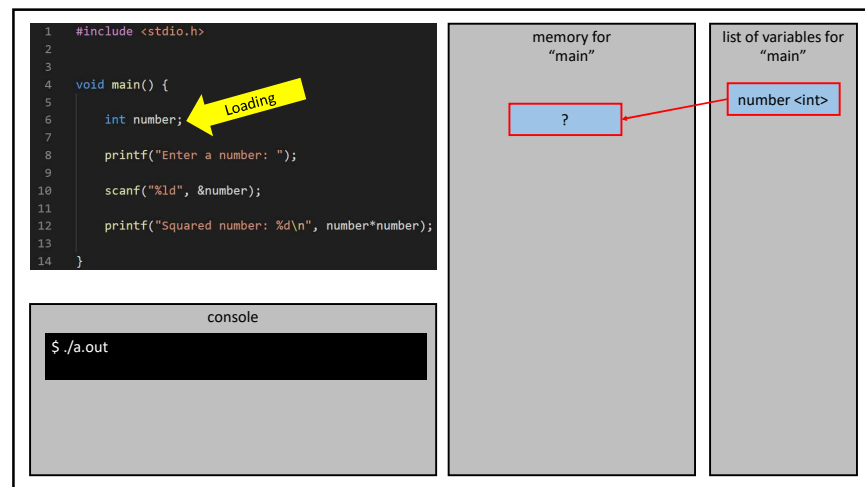 1 #include <stdio.h>
2
3
4 void main() {
5
6 int number;
7
8 printf("Enter a number: ");
9
10 scanf("%ld", &number);
11
12 printf("Squared number: %d\n", number*number);
13
14 }
Loading
console
$ ./a.out
memory for
“main”
?
list of variables for
“main”
number <int>